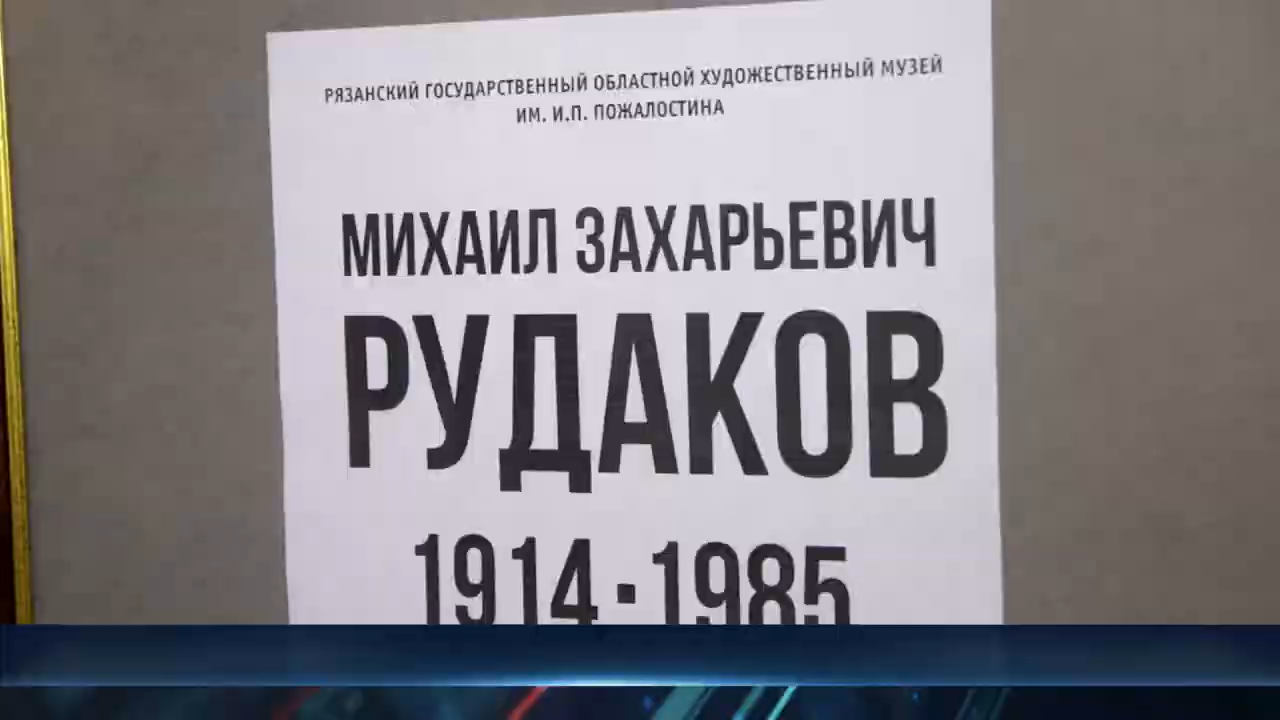 РЯЗАНСКИЙ ГОСУДАРСТВЕННЫЙ ОБЛАСТНОЙ ХУДОЖЕСТВЕННЫЙ МУЗЕЙ
ИМ. И.П. ПОЖАЛОСТИНА
МИХАИЛ ЗАХАРЬЕВИЧ
РУДАКОВ
1914·1985